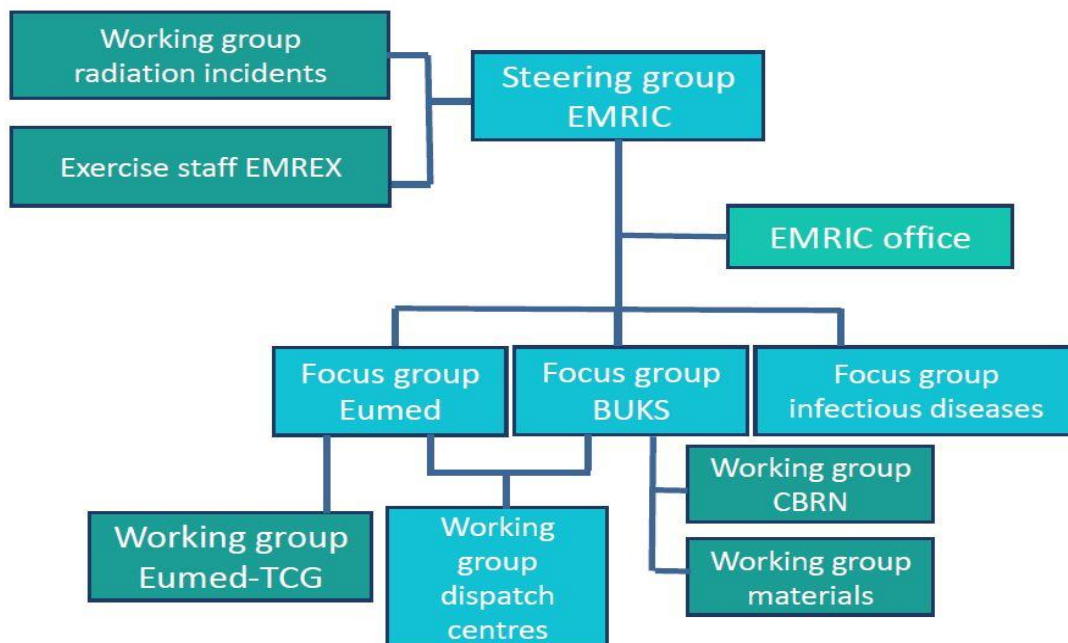 Working group
radiation incidents
Steering group
EMRIC
Exercise staff EMREX
EMRIC office
Focus group
Eumed
Focus group
BUKS
Focus group
infectious diseases
Working group
CBRN
Working group
Eumed-TCG
Working
group
dispatch
centres
Working group
materials